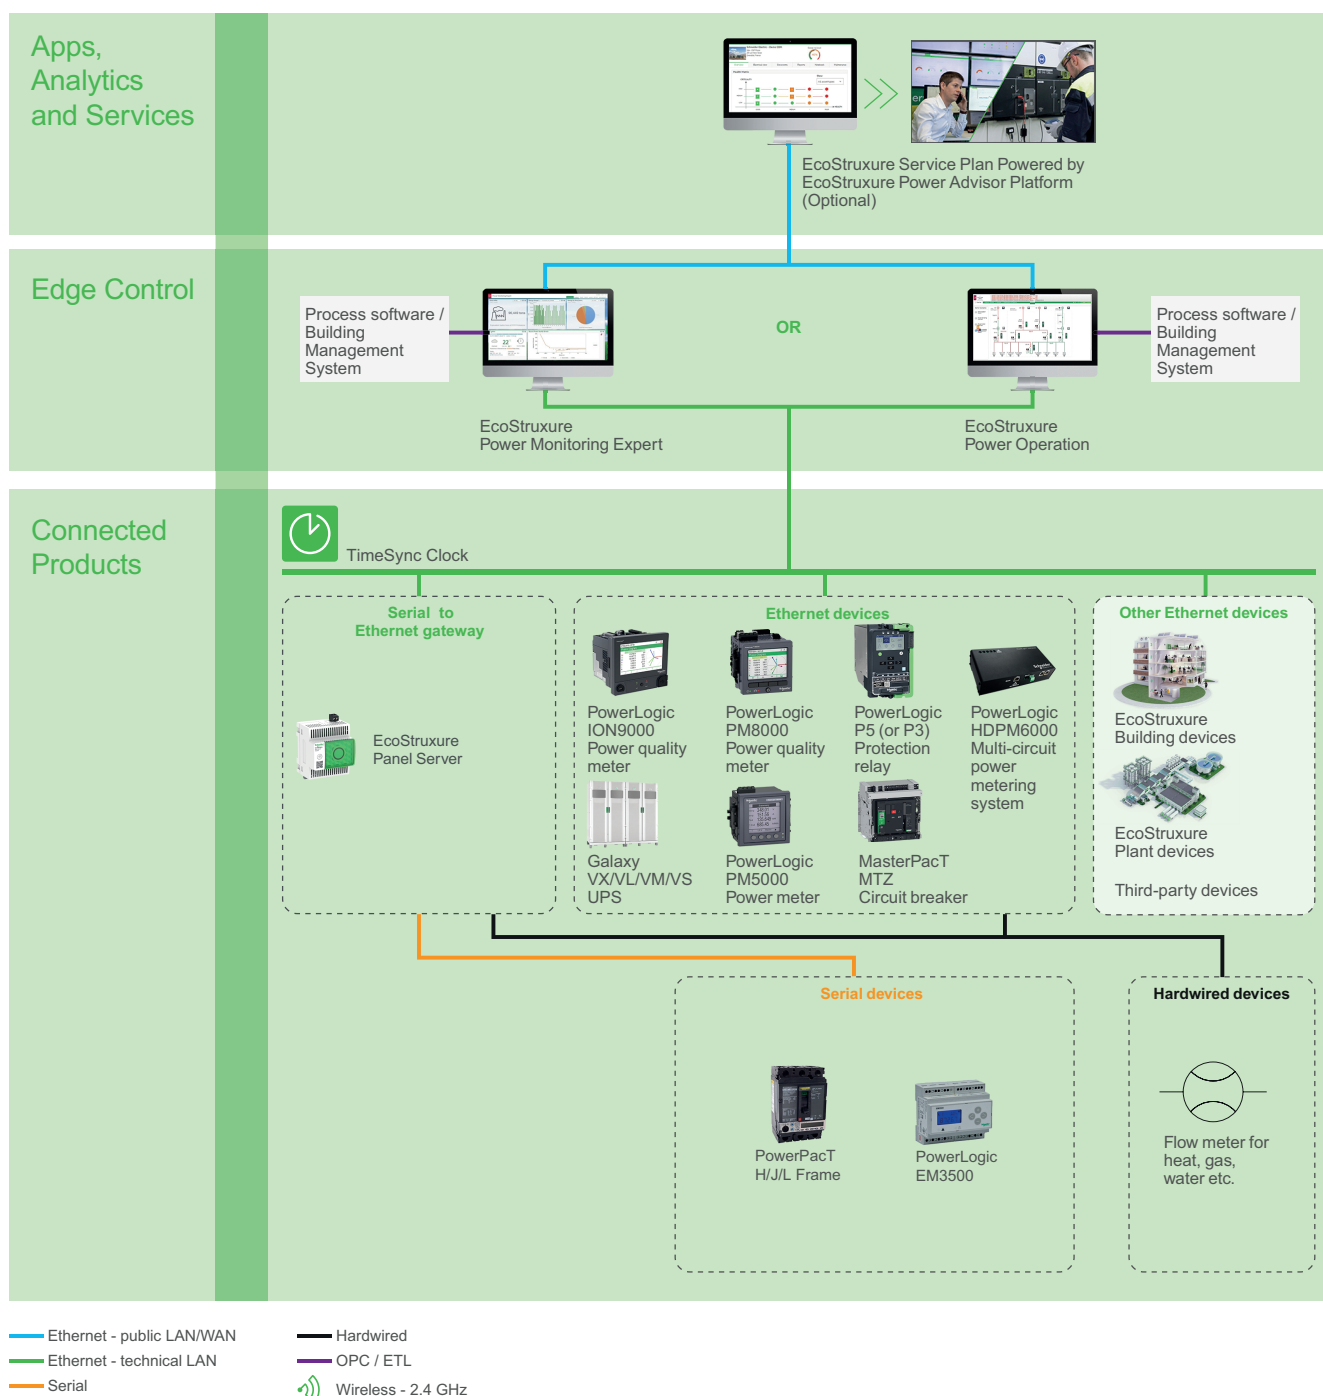 Apps,
Analytics
and Services
EcoStruxure Service Plan Powered by
EcoStruxure Power Advisor Platform
(Optional)
Edge Control
Process software /
Building
Management
System
OR
Process software /
Building
Management
System
EcoStruxure
Power Monitoring Expert
EcoStruxure
Power Operation
Connected
Products
TimeSync Clock
Serial to
Ethernet gateway
EcoStruxure
Panel Server
Ethernet devices
PowerLogic
ION9000
Power quality
meter
PowerLogic
PM8000
Power quality
meter
PowerLogic
P5 (or P3)
Protection
relay
PowerLogic
HDPM6000
Multi-circuit
power
metering
system
Galaxy
VX/VL/VM/VS
UPS
PowerLogic
PM5000
Power meter
MasterPacT
MTZ
Circuit breaker
Other Ethernet devices
EcoStruxure
Building devices
EcoStruxure
Plant devices
Third-party devices
Serial devices
PowerPacT
H/J/L Frame
PowerLogic
EM3500
Hardwired devices
Flow meter for
heat, gas,
water etc.
Ethernet - public LAN/WAN
Ethernet - technical LAN
Serial
Hardwired
OPC / ETL
Wireless - 2.4 GHz